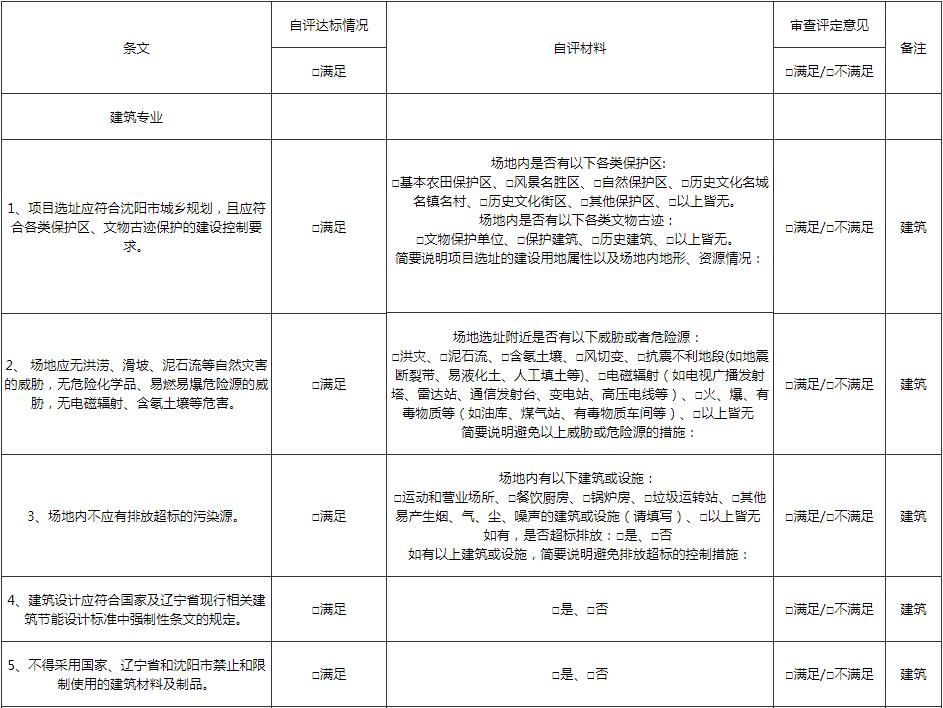 条文
自评达标情况
□满足
自评材料
审查评定意见
□满足/□不满足
备注
建筑专业
1、项目选址应符合沈阳市城乡规划，且应符
合各类保护区、文物古迹保护的建设控制要
求。
□满足
场地内是否有以下各类保护区:
□基本农田保护区、□风景名胜区、□自然保护区、□历史文化名城
名镇名村、□历史文化街区、□其他保护区、□以上皆无。
场地内是否有以下各类文物古迹：
□文物保护单位、□保护建筑、□历史建筑、□以上皆无。
简要说明项目选址的建设用地属性以及场地内地形、资源情况：
□满足/□不满足
建筑
2、 场地应无洪涝、滑坡、泥石流等自然灾害
的威胁，无危险化学品、易燃易爆危险源的威
胁，无电磁辐射、含氡土壤等危害。
□满足
场地选址附近是否有以下威胁或者危险源：
□洪灾、□泥石流、□含氡土壤、□风切变、□抗震不利地段(如地震
断裂带、易液化土、人工填土等)、□电磁辐射（如电视广播发射
塔、雷达站、通信发射台、变电站、高压电线等）、□火、爆、有
毒物质等（如油库、煤气站、有毒物质车间等）、□以上皆无
简要说明避免以上威胁或危险源的措施：
□满足/□不满足
建筑
3、场地内不应有排放超标的污染源。
□满足
场地内有以下建筑或设施：
□运动和营业场所、□餐饮厨房、□锅炉房、□垃圾运转站、□其他
易产生烟、气、尘、噪声的建筑或设施（请填写）、□以上皆无
如有，是否超标排放：□是、□否
如有以上建筑或设施，简要说明避免排放超标的控制措施：
□满足/□不满足
建筑
4、建筑设计应符合国家及辽宁省现行相关建
筑节能设计标准中强制性条文的规定。
□满足
□是、□否
□满足/□不满足
建筑
5、不得采用国家、辽宁省和沈阳市禁止和限
制使用的建筑材料及制品。
□满足
□是、□否
□满足/□不满足
建筑